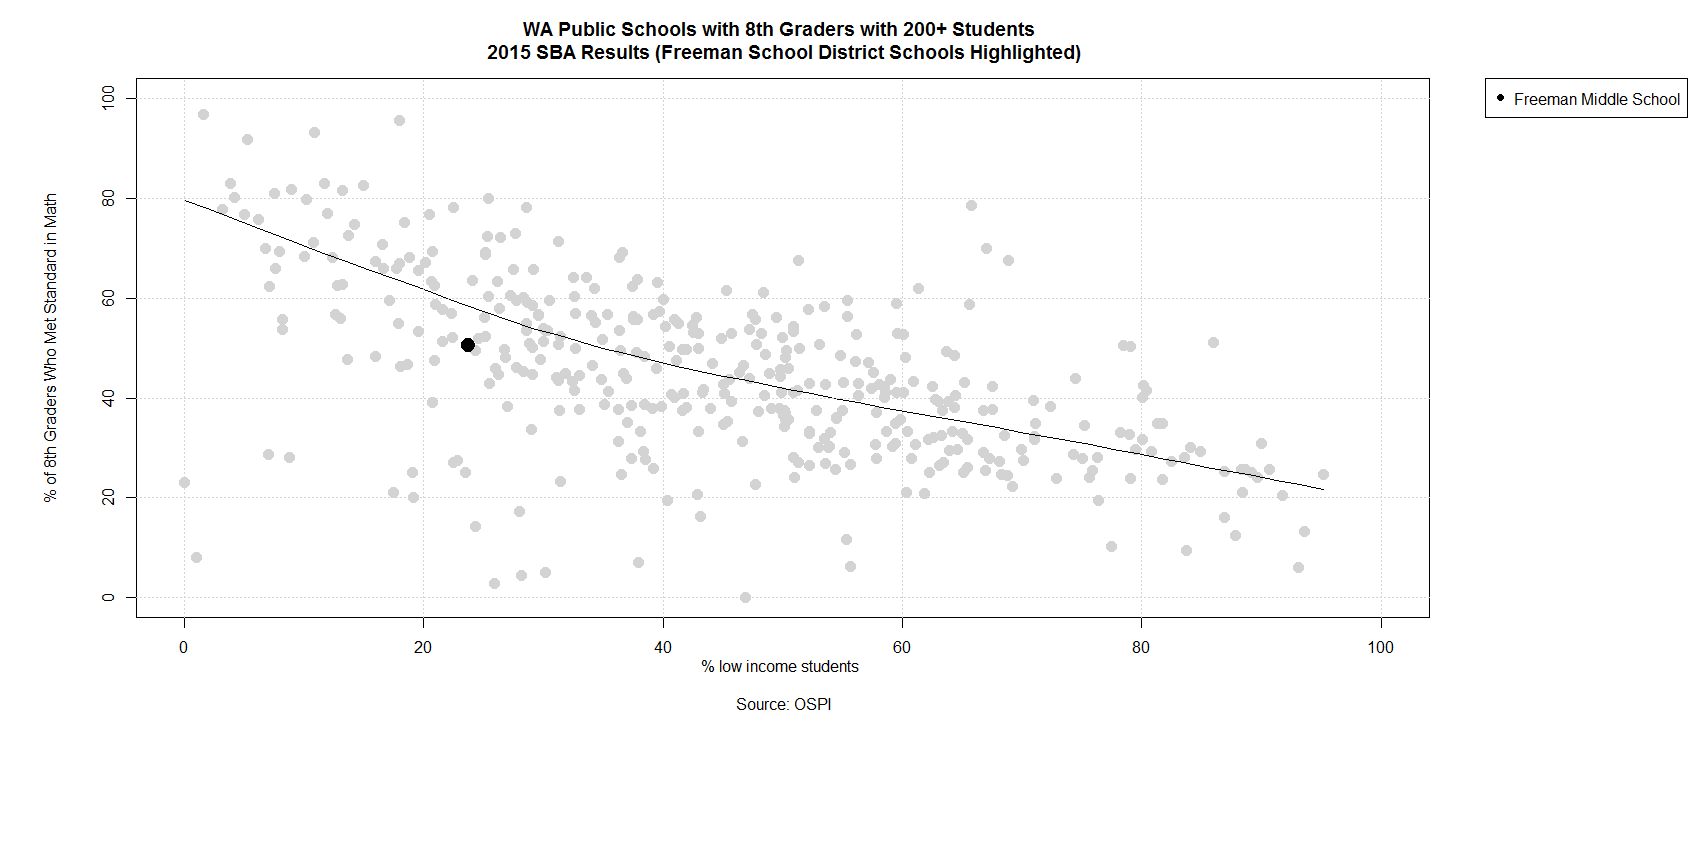 WA Public Schools with 8th Graders with 200+ Students
2015 SBA Results (Freeman School District Schools Highlighted)
Freeman Middle School
% of 8th Graders Who Met Standard in Math
100
80
60
40
20
0
0 20 40 60 80 100
% low income students
Source: OSPI